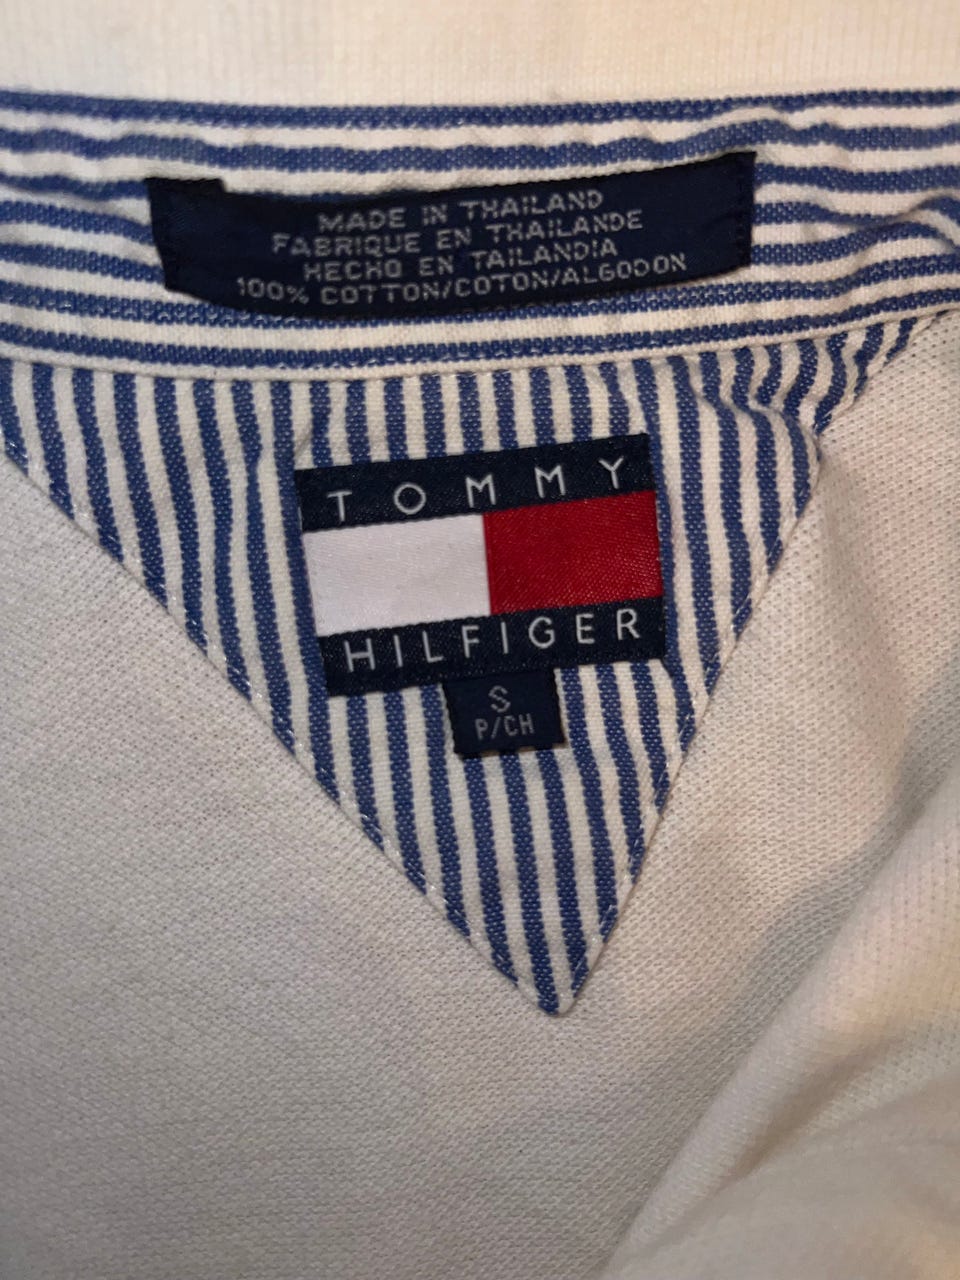 MADE IN THAILAND
FABRIQUE EN THAILANDE
HECHO EN TAILANDIA
100% COTTON/COTON/ALGODON
TOMMY
HILFIGER
S
P/CH